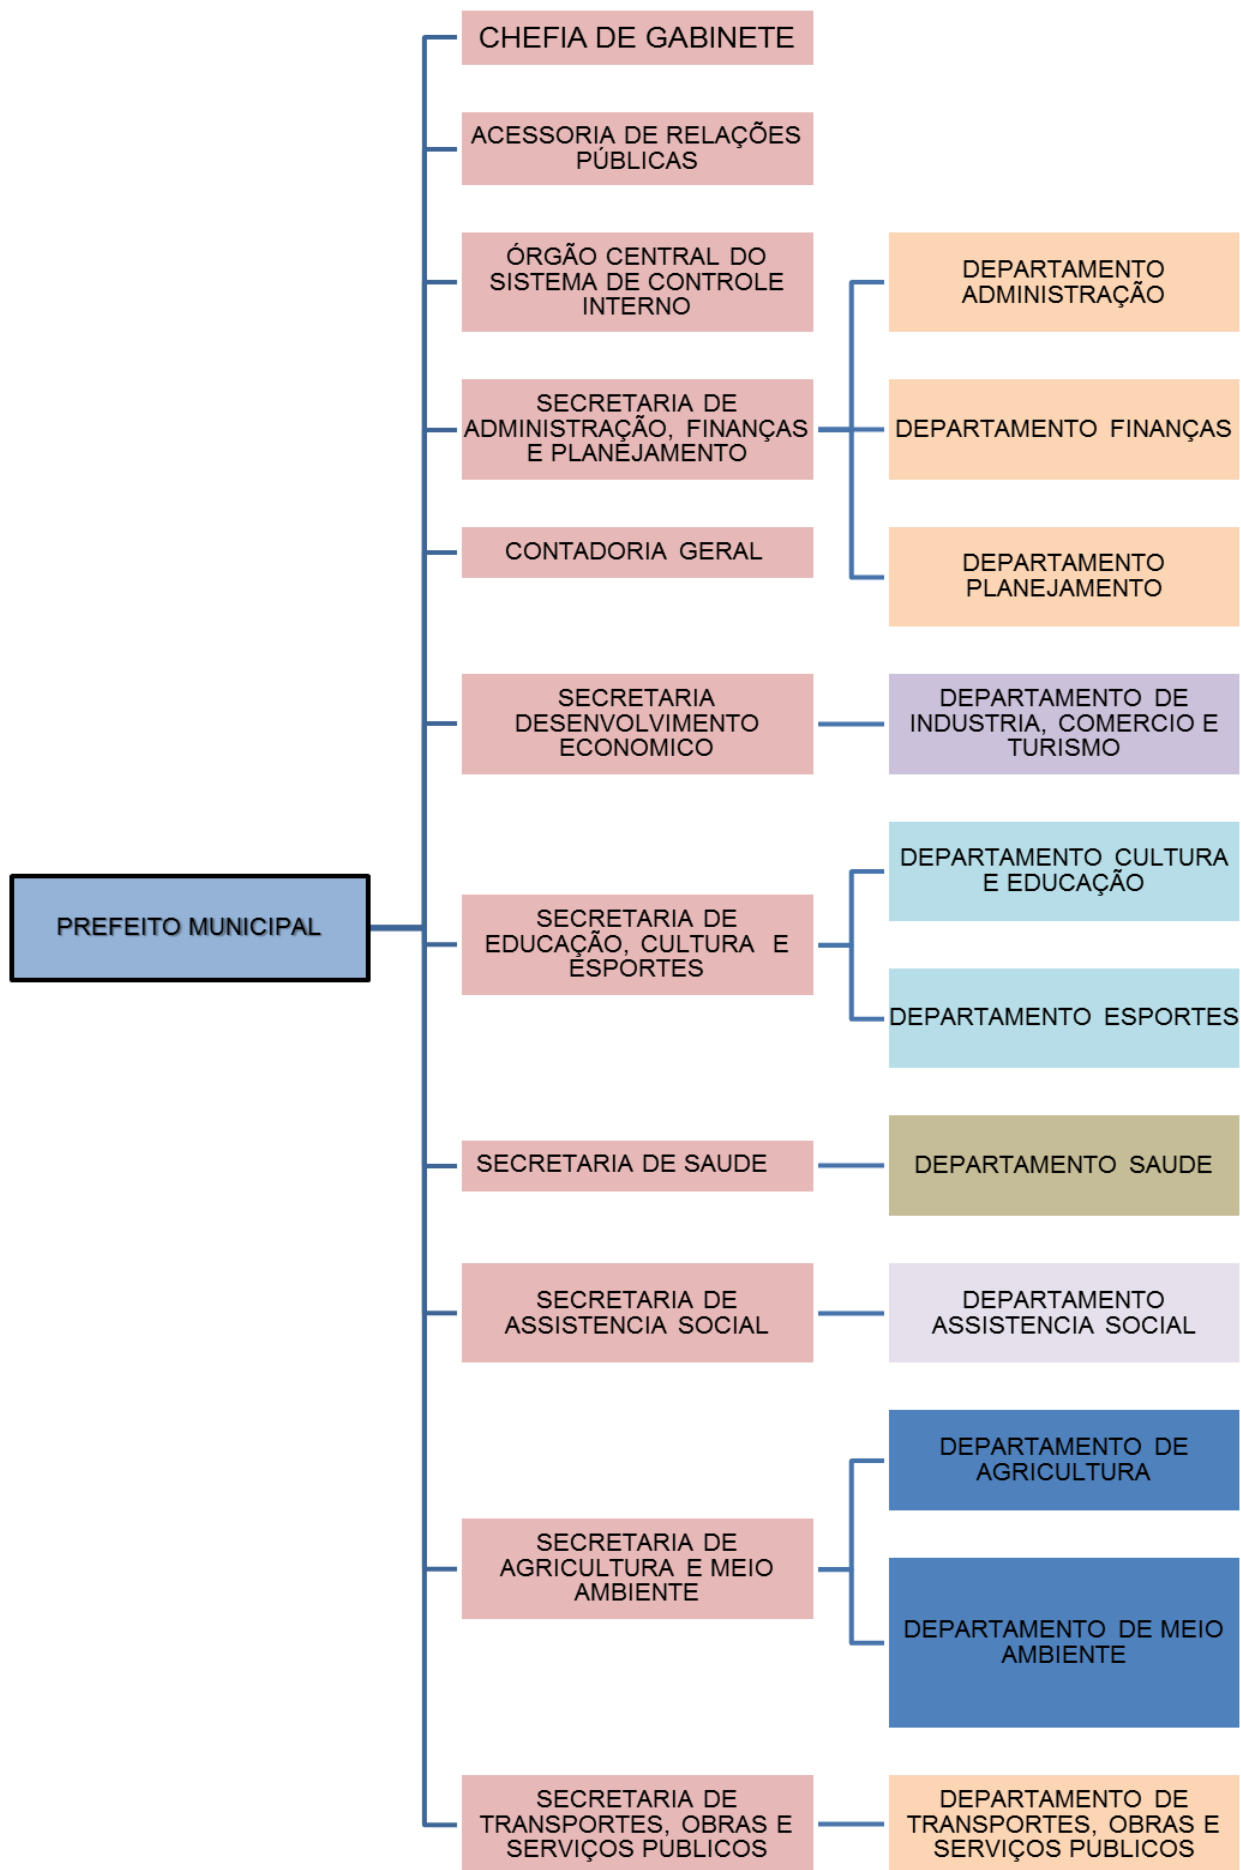 CHEFIA DE GABINETE
ACESSORIA DE RELAÇÕES
PÚBLICAS
ÓRGÃO CENTRAL DO
SISTEMA DE CONTROLE
INTERNO
DEPARTAMENTO
ADMINISTRAÇÃO
SECRETARIA DE
ADMINISTRAÇÃO, FINANÇAS
E PLANEJAMENTO
DEPARTAMENTO FINANÇAS
CONTADORIA GERAL
DEPARTAMENTO
PLANEJAMENTO
SECRETARIA
DESENVOLVIMENTO
ECONOMICO
DEPARTAMENTO DE
INDUSTRIA, COMERCIO E
TURISMO
PREFEITO MUNICIPAL
SECRETARIA DE
EDUCAÇÃO, CULTURA E
ESPORTES
DEPARTAMENTO CULTURA
E EDUCAÇÃO
DEPARTAMENTO ESPORTES
SECRETARIA DE SAUDE
DEPARTAMENTO SAUDE
SECRETARIA DE
ASSISTENCIA SOCIAL
DEPARTAMENTO
ASSISTENCIA SOCIAL
SECRETARIA DE
AGRICULTURA E MEIO
AMBIENTE
DEPARTAMENTO DE
AGRICULTURA
DEPARTAMENTO DE MEIO
AMBIENTE
SECRETARIA DE
TRANSPORTES, OBRAS E
SERVIÇOS PUBLICOS
DEPARTAMENTO DE
TRANSPORTES, OBRAS E
SERVIÇOS PUBLICOS